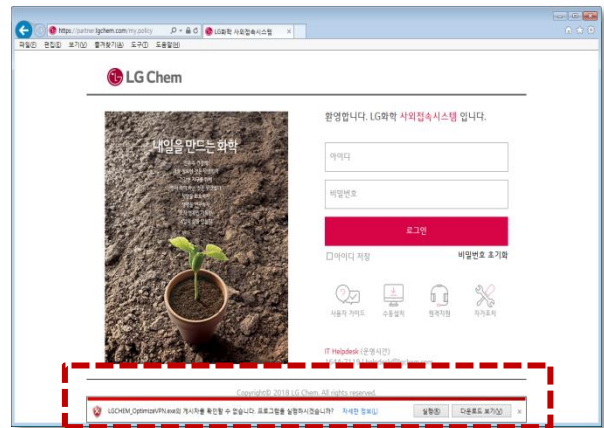 https://partner.lgchem.com/my.policy
LG화학 사외접속시스템
파일(F) 편집(E) 보기(V) 즐겨찾기(A) 도구(T) 도움말(H)
LG Chem
환영합니다. LG화학 사외접속시스템 입니다.
내일을 만드는 화학
아이디
비밀번호
로그인
아이디 저장
비밀번호 초기화
사용자 가이드 수동설치 원격지원 자가조치
IT Helpdesk (운영시간)
Copyright© 2018 LG Chem. All rights reserved.
LGCHEM_OptimizeVPN.exe의 게시자를 확인할 수 없습니다. 프로그램을 실행하시겠습니까? 자세한 정보(L) 실행(R) 다운로드 보기(V)